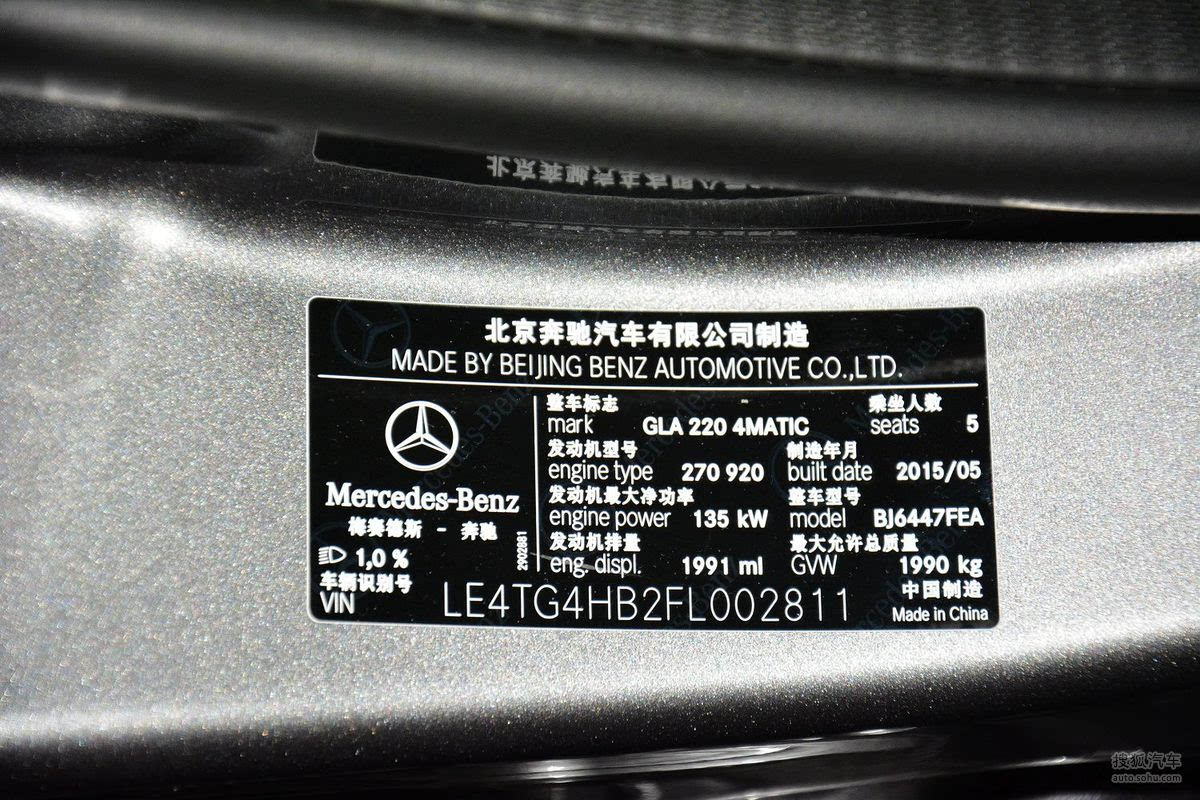 北京奔驰汽车有限公司制造
MADE BY BEIJING BENZ AUTOMOTIVE CO.,LTD.
Mercedes-Benz
梅赛德斯 - 奔驰
1,0 %
2902881
整车标志 乘坐人数
mark GLA 220 4MATIC seats 5
发动机型号 制造年月
engine type 270 920 built date 2015/05
发动机最大净功率 整车型号
engine power 135 kW model BJ6447FEA
发动机排量 最大允许总质量
eng. displ. 1991 ml GVW 1990 kg
车辆识别号 中国制造
VIN LE4TG4HB2FL002811 Made in China
搜狐汽车
auto.sohu.com